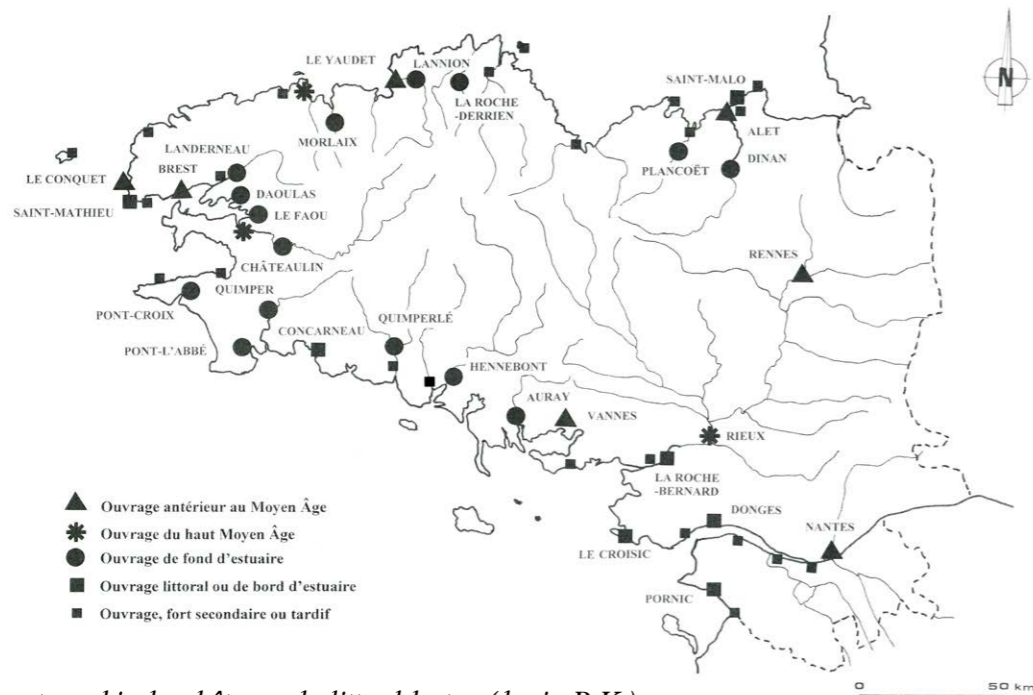 LE YAUDET
LANNION
LA ROCHE
-DERRIEN
MORLAIX
SAINT-MALO
ALET
PLANCOËT
DINAN
N
LANDERNEAU
BREST
LE CONQUET
DAOULAS
SAINT-MATHIEU
LE FAOU
CHÂTEAULIN
RENNES
QUIMPER
PONT-CROIX
CONCARNEAU
QUIMPERLÉ
PONT-L'ABBÉ
HENNEBONT
AURAY
VANNES
RIEUX
LA ROCHE
-BERNARD
DONGES
NANTES
LE CROISIC
PORNIC
Ouvrage antérieur au Moyen Âge
Ouvrage du haut Moyen Âge
Ouvrage de fond d'estuaire
Ouvrage littoral ou de bord d'estuaire
Ouvrage, fort secondaire ou tardif
0 50 km